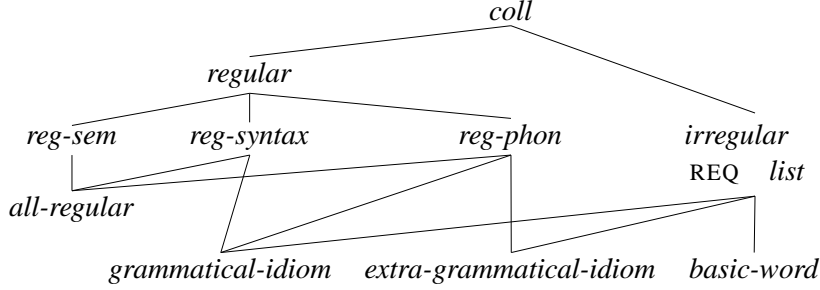 coll
regular
reg-sem reg-syntax reg-phon irregular
REQ list
all-regular
grammatical-idiom extra-grammatical-idiom basic-word